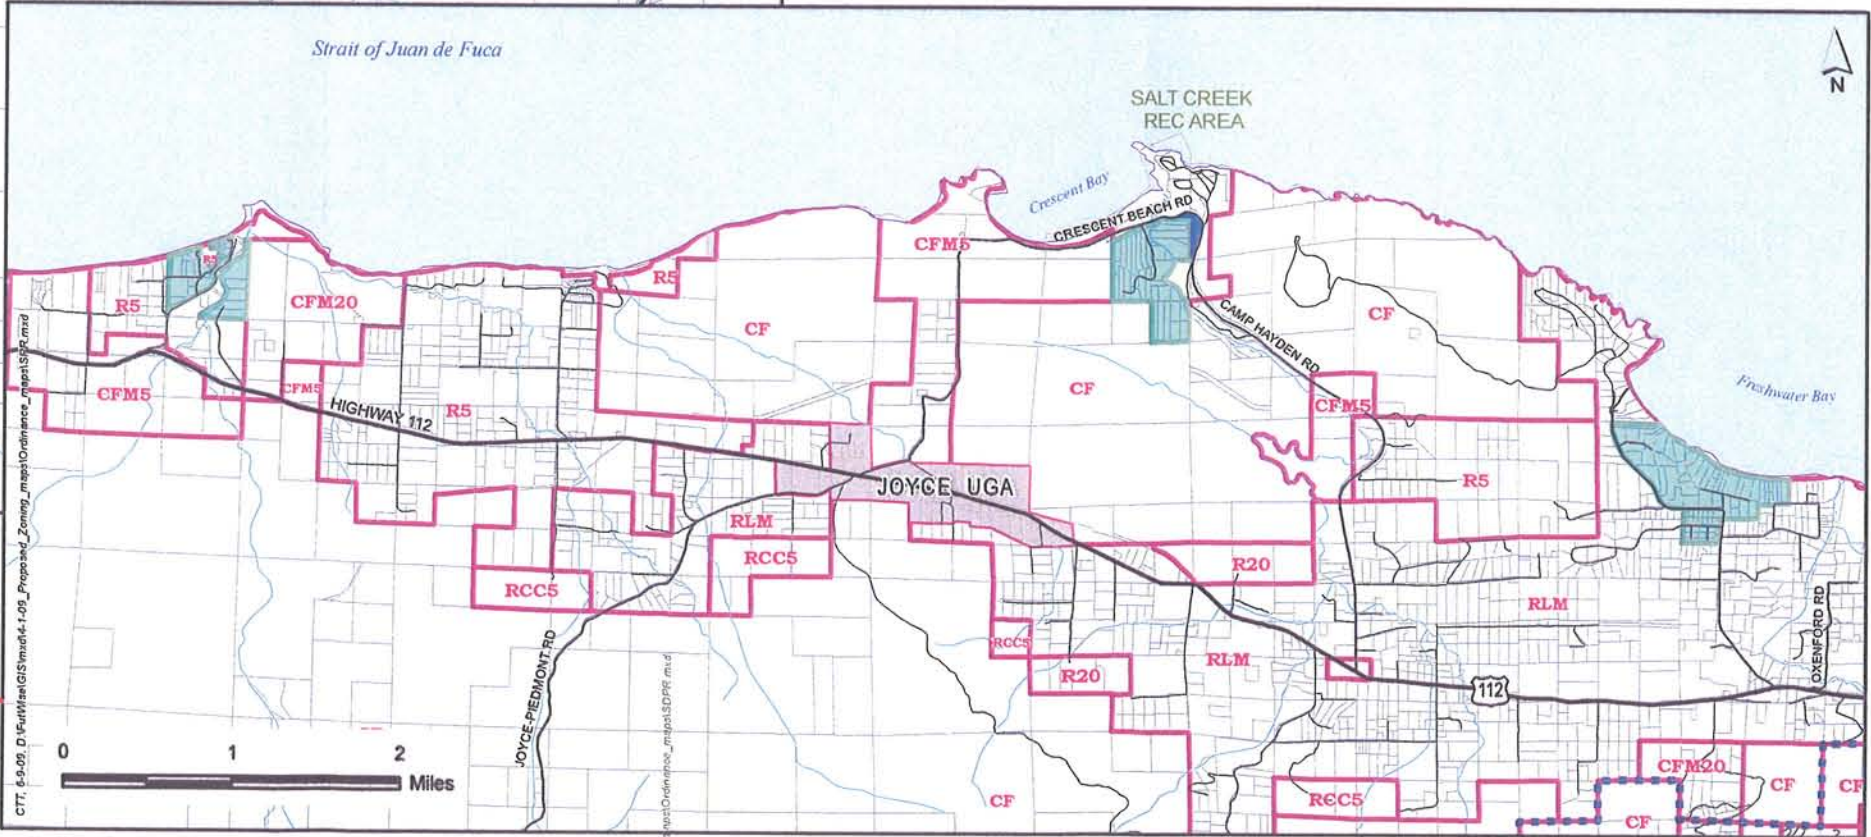 Strait of Juan de Fuca
N
SALT CREEK
REC AREA
Crescent Bay
CRESCENT BEACH RD
CFM5
R5
R5
R5
CFM20
CF
CF
CAMP HAYDEN RD
Freshwater Bay
CFM5
CFM5
HIGHWAY 112
R5
CF
CFM5
R5
JOYCE UGA
RLM
RCC5
RCC5
R20
RLM
OXENFORD RD
RCC5
R20
RLM
112
JOYCE-PIEDMONT RD
0 1 2
Miles
CF
RCC5
CFM20
CF
CF
CF